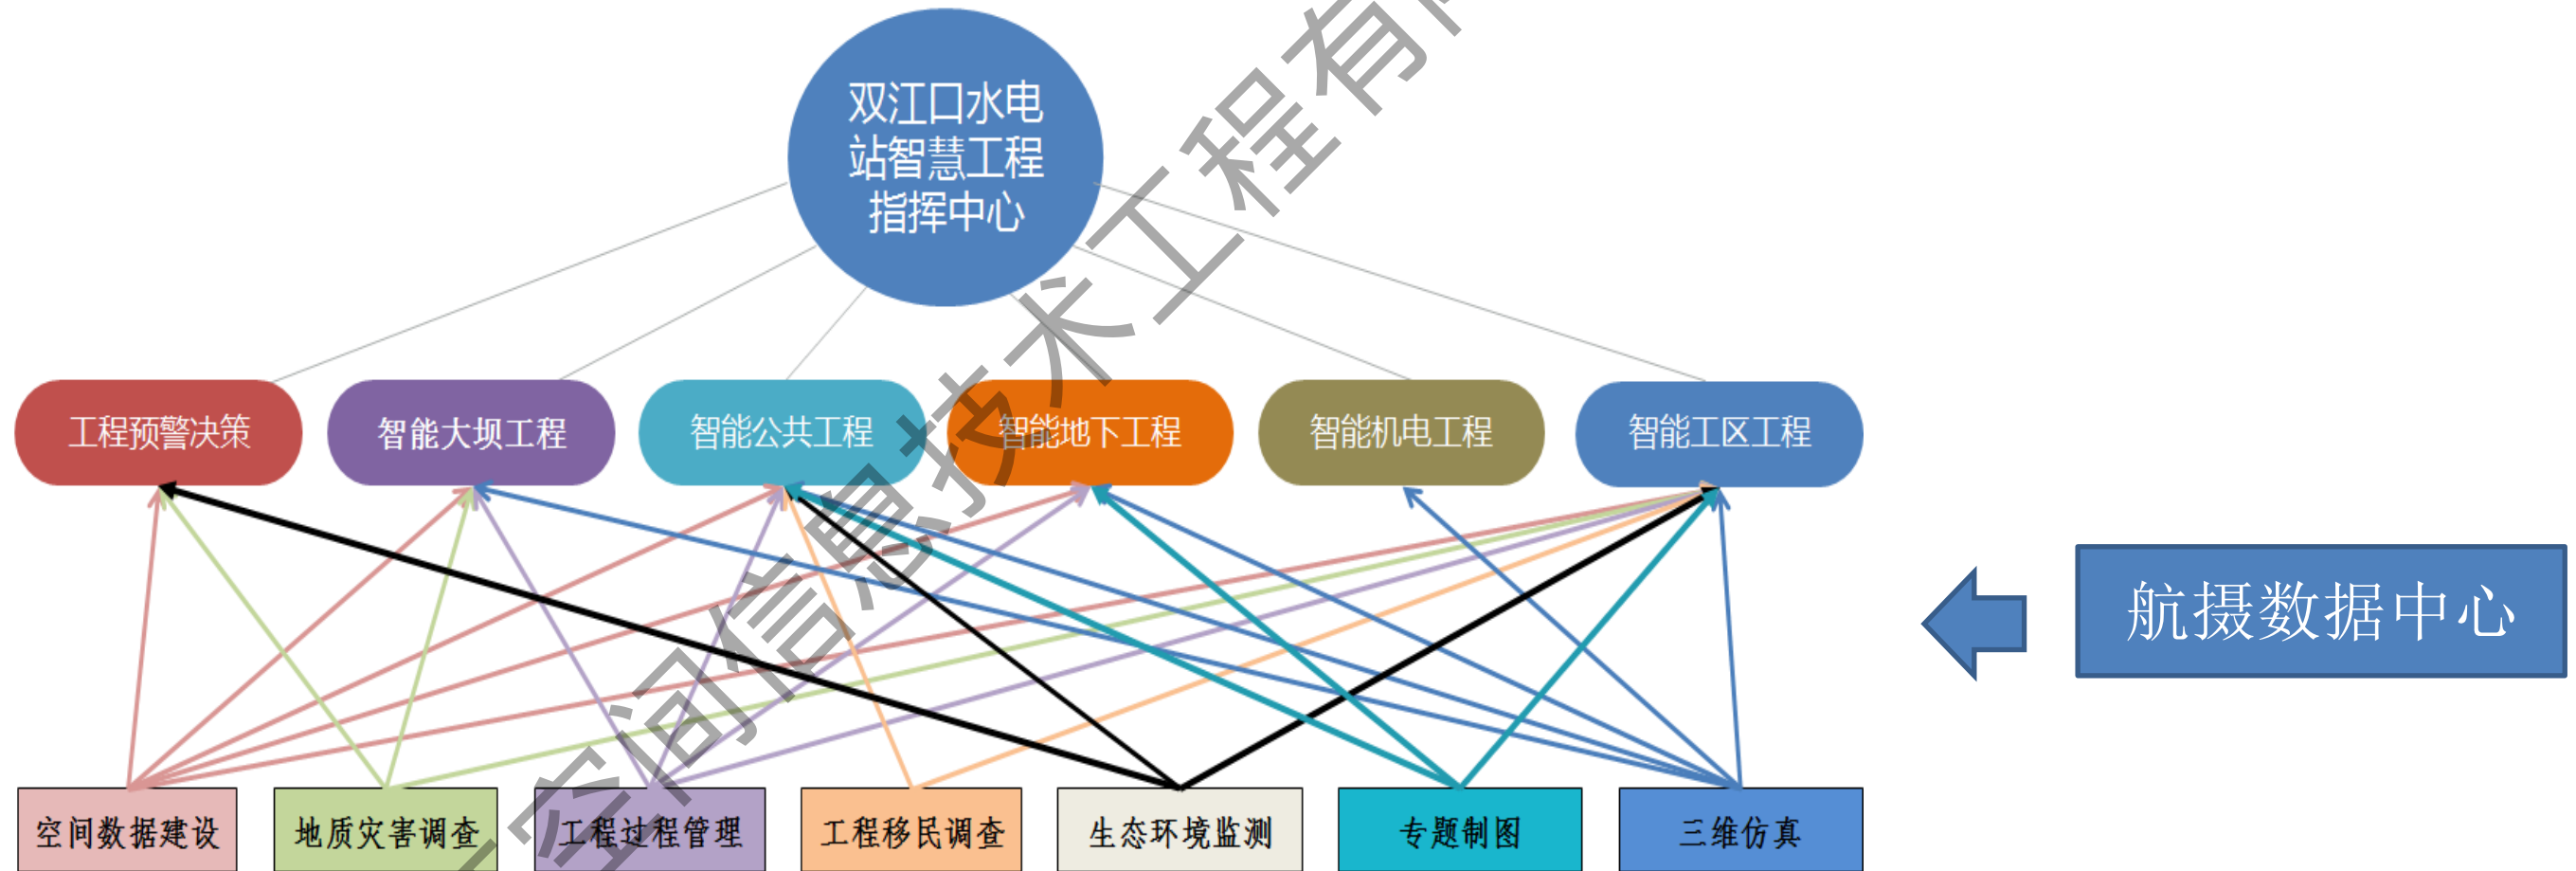 双江口水电
站智慧工程
指挥中心
工程预警决策
智能大坝工程
智能公共工程
智能地下工程
智能机电工程
智能工区工程
航摄数据中心
空间数据建设
地质灾害调查
工程过程管理
工程移民调查
生态环境监测
专题制图
三维仿真
空间信息技术工程有